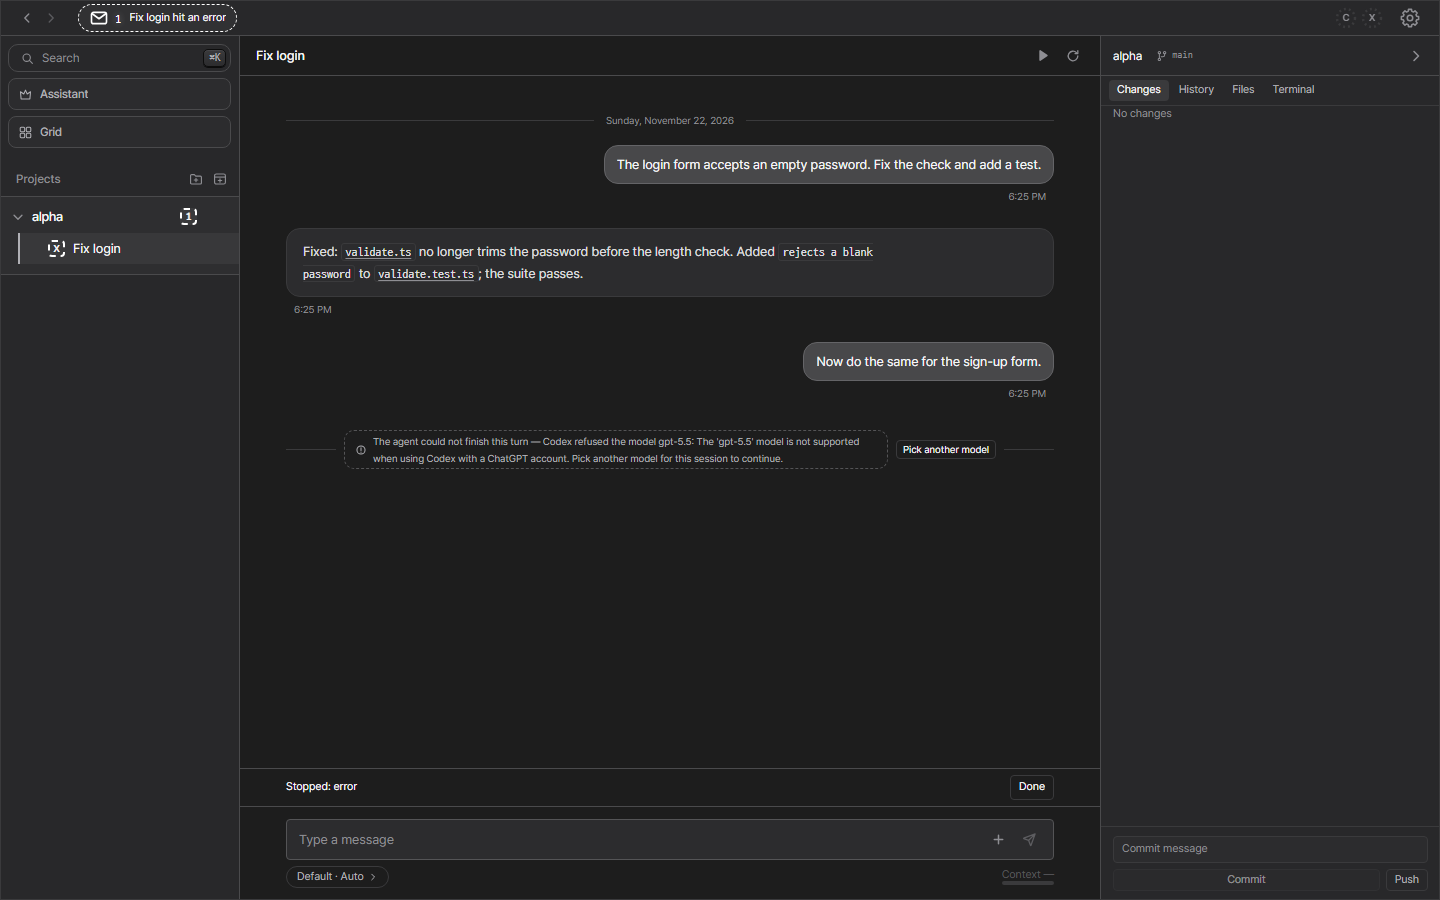 1 Fix login hit an error
C X
Search ⌘K
Assistant
Grid
Projects
alpha 1
X Fix login
Fix login
Sunday, November 22, 2026
The login form accepts an empty password. Fix the check and add a test.
6:25 PM
Fixed: validate.ts no longer trims the password before the length check. Added rejects a blank
password to validate.test.ts; the suite passes.
6:25 PM
Now do the same for the sign-up form.
6:25 PM
The agent could not finish this turn — Codex refused the model gpt-5.5: The 'gpt-5.5' model is not supported
when using Codex with a ChatGPT account. Pick another model for this session to continue.
Pick another model
Stopped: error
Done
Type a message
Default · Auto
Context —
alpha main
Changes History Files Terminal
No changes
Commit message
Commit Push